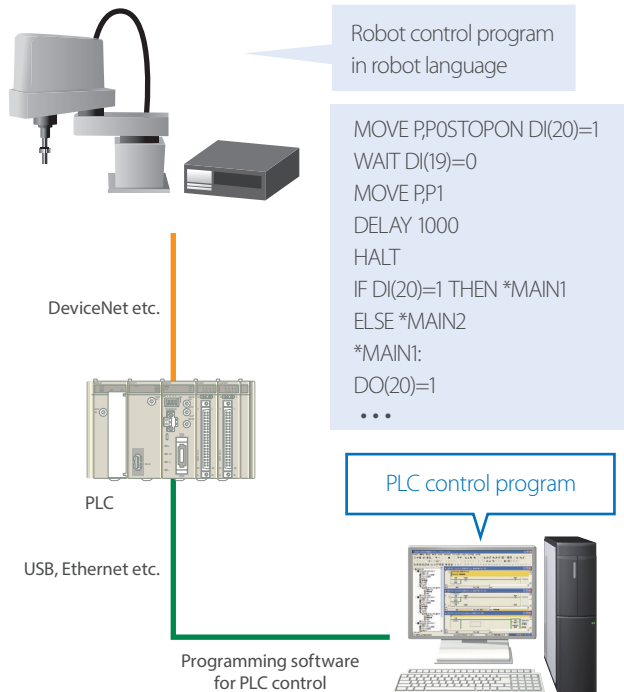 Robot control program
in robot language
MOVE P,P0STOPON DI(20)=1
WAIT DI(19)=0
MOVE P,P1
DELAY 1000
HALT
IF DI(20)=1 THEN *MAIN1
ELSE *MAIN2
*MAIN1:
DO(20)=1
• • •
DeviceNet etc.
PLC
PLC control program
USB, Ethernet etc.
Programming software
for PLC control